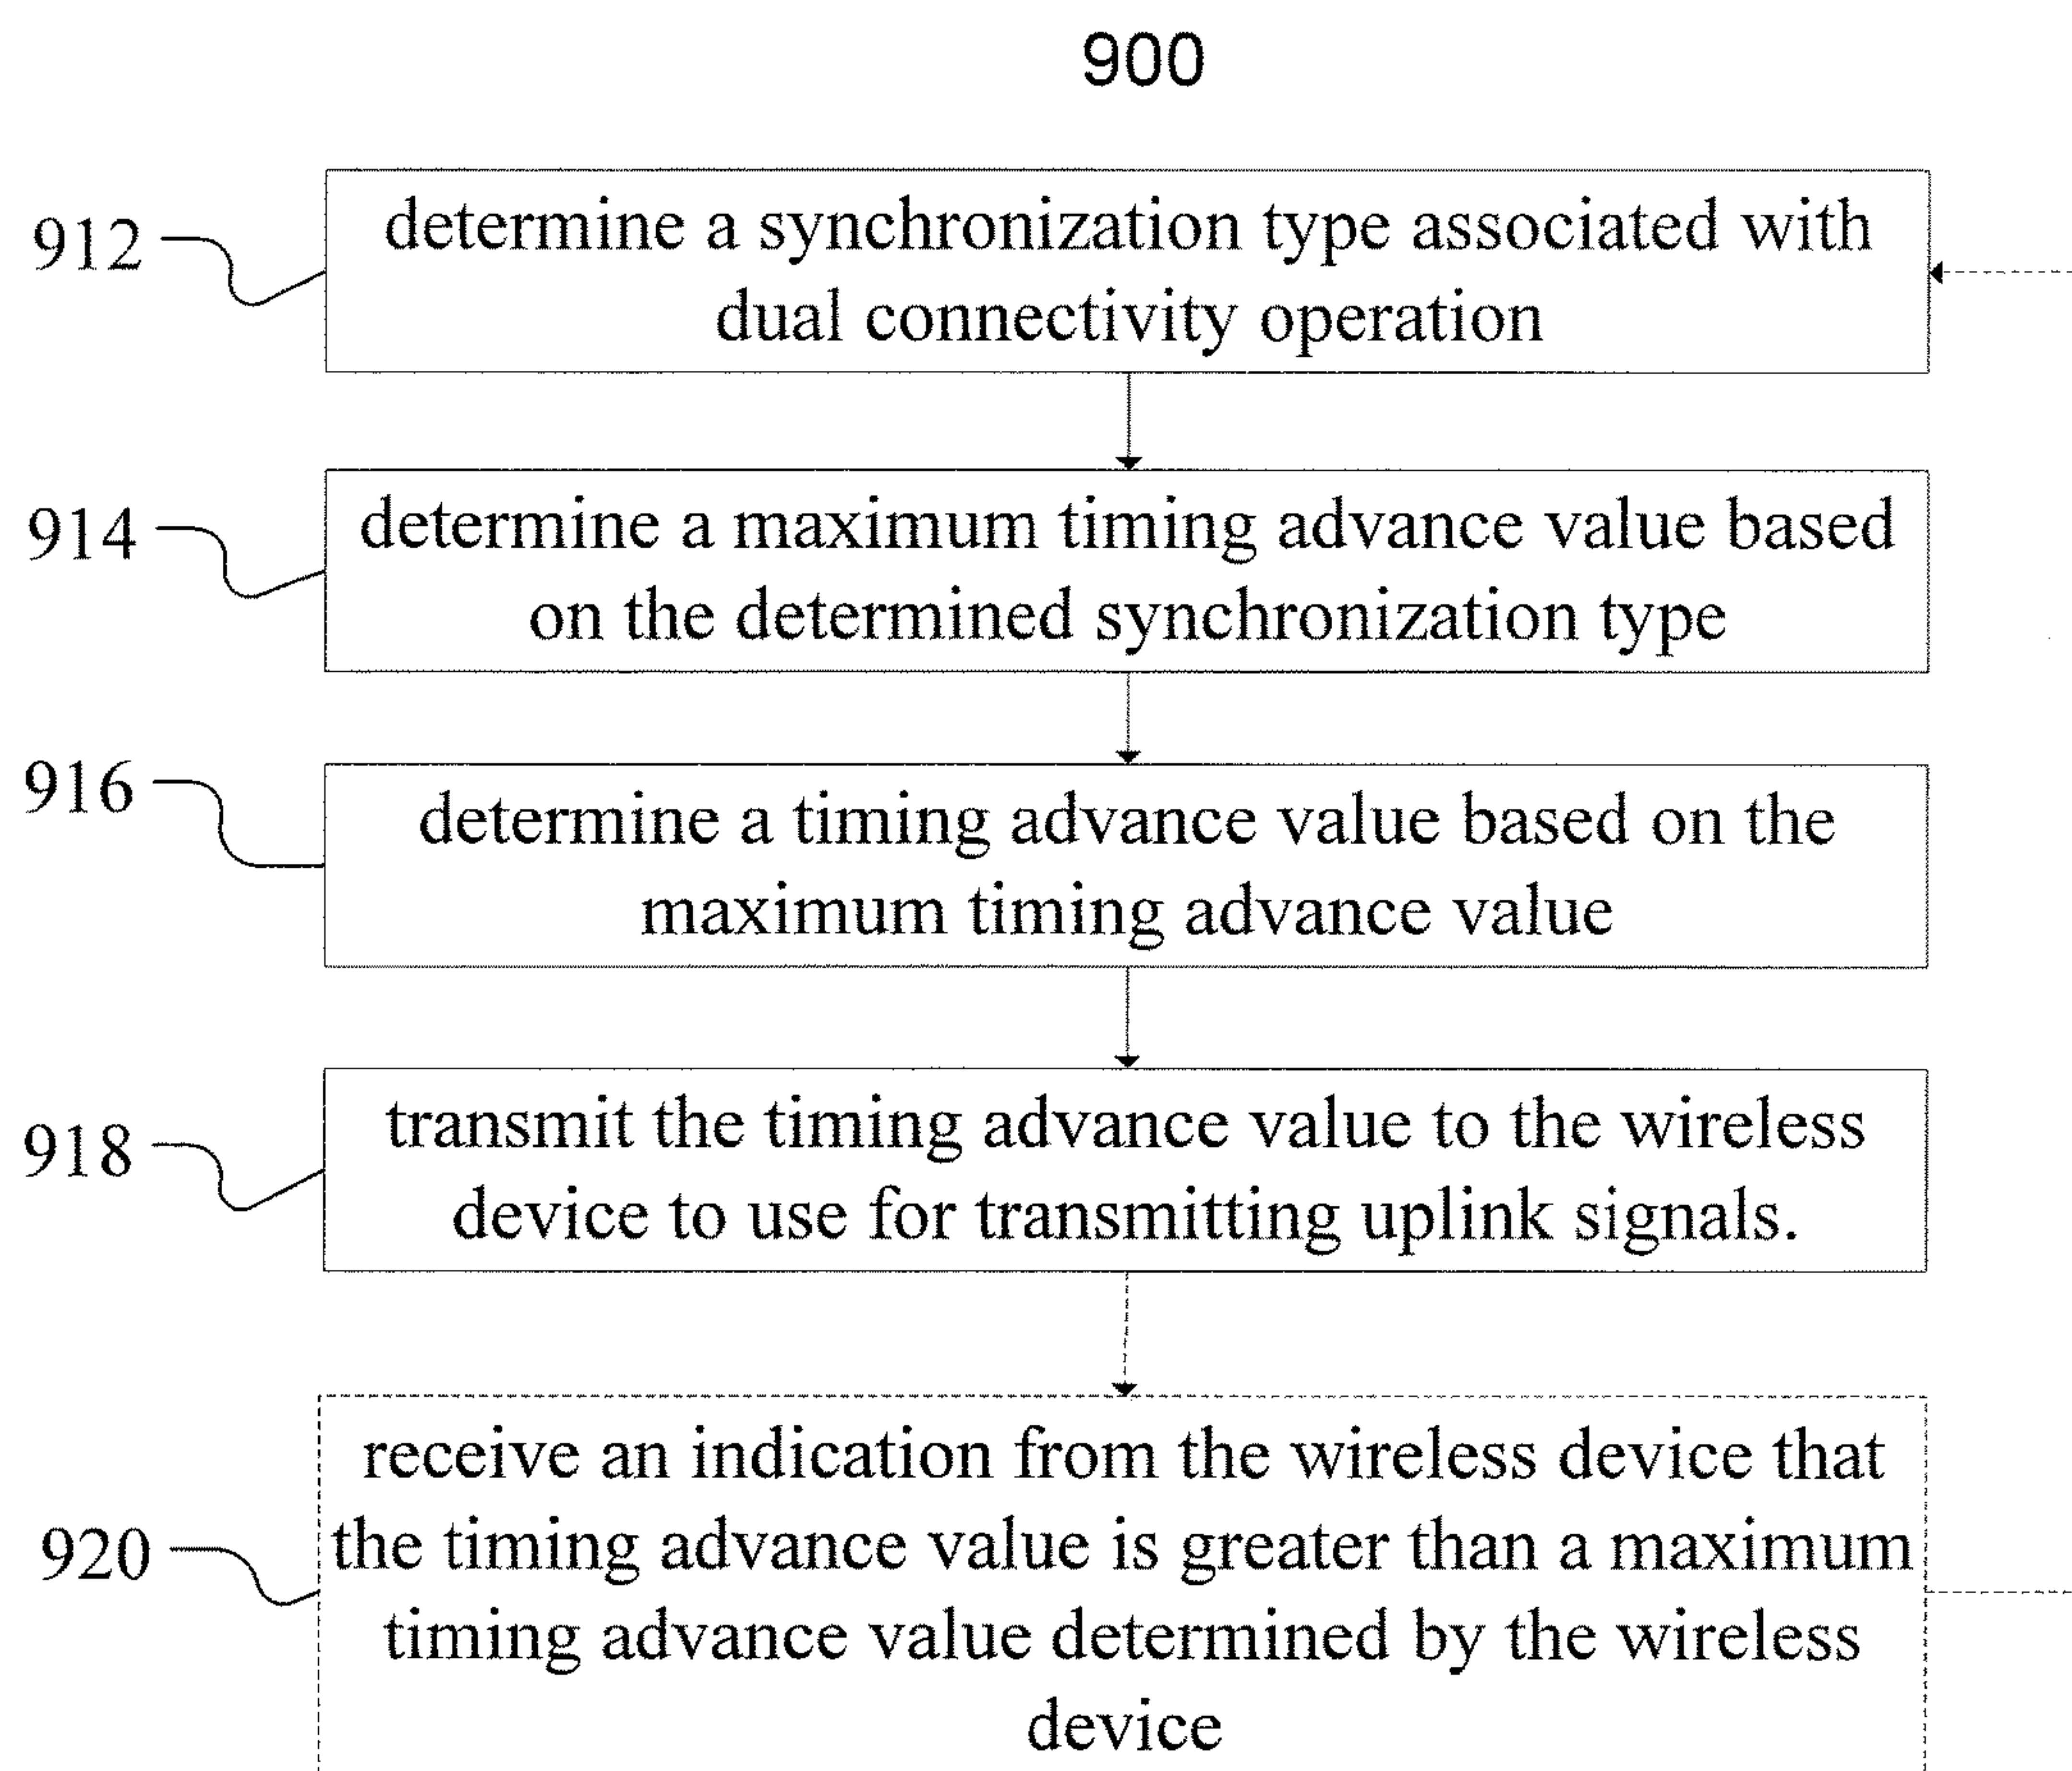 900
912
determine a synchronization type associated with
dual connectivity operation
914
determine a maximum timing advance value based
on the determined synchronization type
916
determine a timing advance value based on the
maximum timing advance value
918
transmit the timing advance value to the wireless
device to use for transmitting uplink signals.
920
receive an indication from the wireless device that
the timing advance value is greater than a maximum
timing advance value determined by the wireless
device